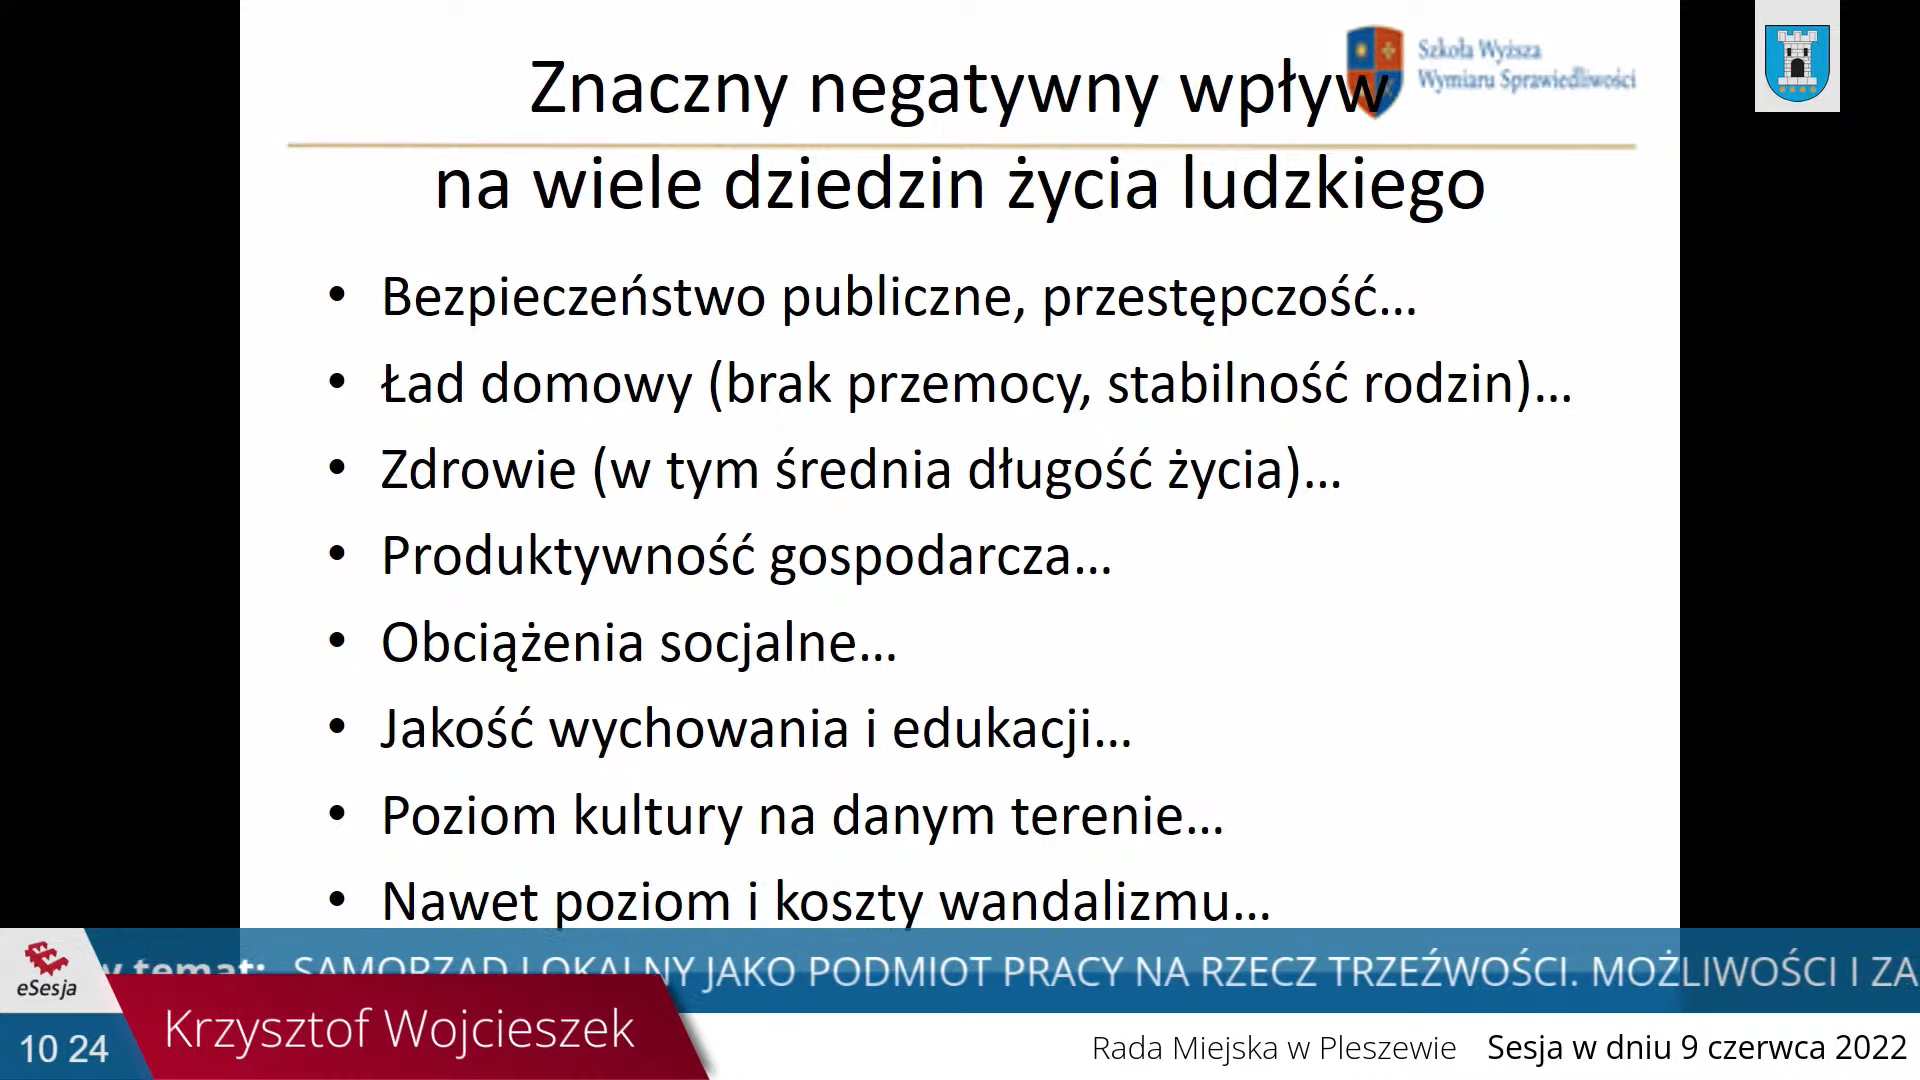 Szkoła Wyższa
Wymiaru Sprawiedliwości
Znaczny negatywny wpływ
na wiele dziedzin życia ludzkiego
• Bezpieczeństwo publiczne, przestępczość...
• Ład domowy (brak przemocy, stabilność rodzin)...
• Zdrowie (w tym średnia długość życia)...
• Produktywność gospodarcza...
• Obciążenia socjalne...
• Jakość wychowania i edukacji...
• Poziom kultury na danym terenie...
• Nawet poziom i koszty wandalizmu...
y temat: SAMORZĄD LOKALNY JAKO PODMIOT PRACY NA RZECZ TRZEŹWOŚCI. MOŻLIWOŚCI I ZA
eSesja
Krzysztof Wojcieszek
10 24
Rada Miejska w Pleszewie Sesja w dniu 9 czerwca 2022